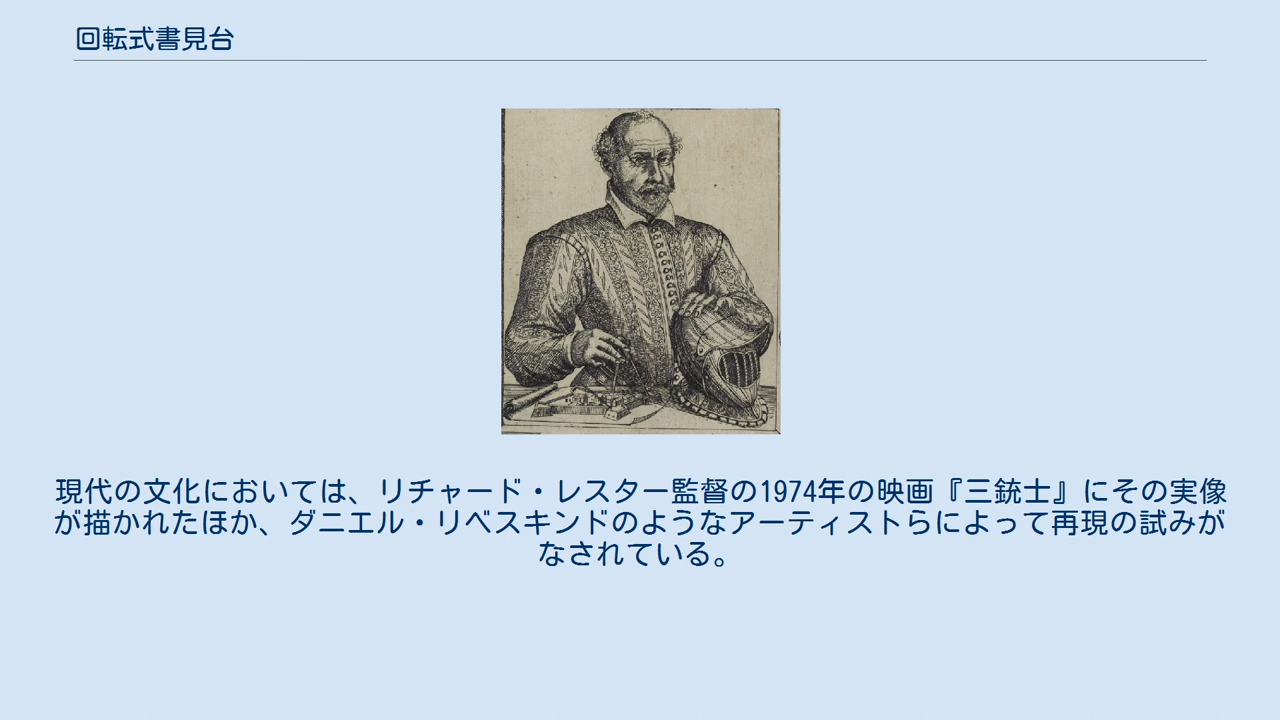 回転式書見台
現代の文化においては、リチャード・レスター監督の1974年の映画『三銃士』にその実像
が描かれたほか、ダニエル・リベスキンドのようなアーティストらによって再現の試みが
なされている。